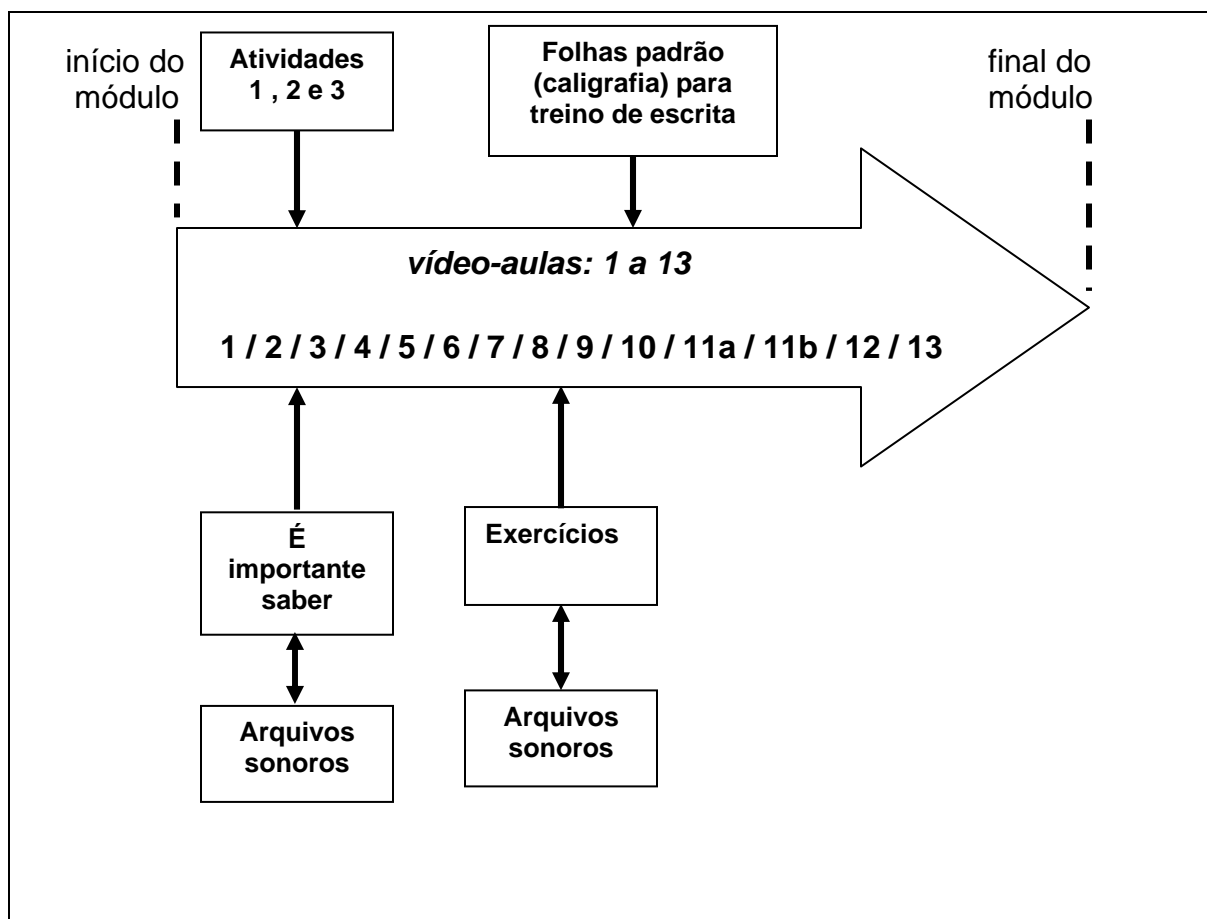 início do
módulo
Atividades
1 , 2 e 3
Folhas padrão
(caligrafia) para
treino de escrita
final do
módulo
vídeo-aulas: 1 a 13
1 / 2 / 3 / 4 / 5 / 6 / 7 / 8 / 9 / 10 / 11a / 11b / 12 / 13
É
importante
saber
Exercícios
Arquivos
sonoros
Arquivos
sonoros